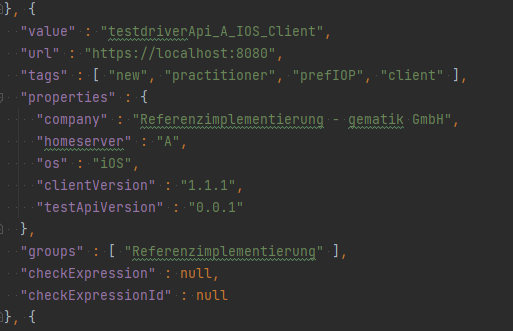 }, {
"value" : "testdriverApi_A_IOS_Client",
"url" : "https://localhost:8080",
"tags" : [ "new", "practitioner", "prefIOP", "client" ],
"properties" : {
"company" : "Referenzimplementierung - gematik GmbH",
"homeserver" : "A",
"os" : "iOS",
"clientVersion" : "1.1.1",
"testApiVersion" : "0.0.1"
},
"groups" : [ "Referenzimplementierung" ],
"checkExpression" : null,
"checkExpressionId" : null
}, {